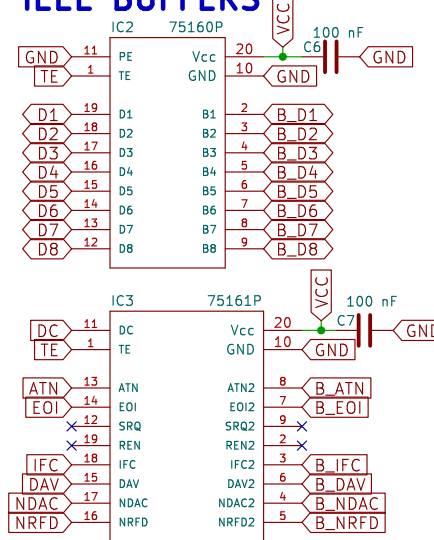 IEEE BUFFERS
IC2 75160P
VCC
C6 100 nF
GND 11 PE Vcc 20 GND
TE 1 TE GND 10 GND
D1 19 D1 B1 2 B_D1
D2 18 D2 B2 3 B_D2
D3 17 D3 B3 4 B_D3
D4 16 D4 B4 5 B_D4
D5 15 D5 B5 6 B_D5
D6 14 D6 B6 7 B_D6
D7 13 D7 B7 8 B_D7
D8 12 D8 B8 9 B_D8
IC3 75161P
VCC
C7 100 nF
DC 11 DC Vcc 20 GND
TE 1 TE GND 10 GND
ATN 13 ATN ATN2 8 B_ATN
EOI 14 EOI EOI2 7 B_EOI
12 SRQ SRQ2 9
19 REN REN2 2
IFC 18 IFC IFC2 3 B_IFC
DAV 15 DAV DAV2 6 B_DAV
NDAC 17 NDAC NDAC2 4 B_NDAC
NRFD 16 NRFD NRFD2 5 B_NRFD